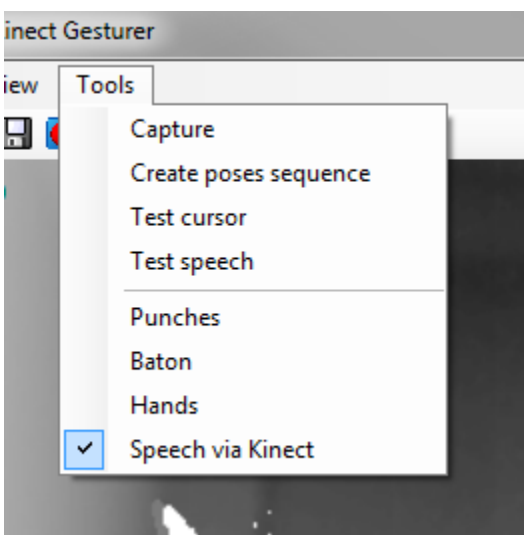 inect Gesturer
iew Tools
Capture
Create poses sequence
Test cursor
Test speech
Punches
Baton
Hands
Speech via Kinect